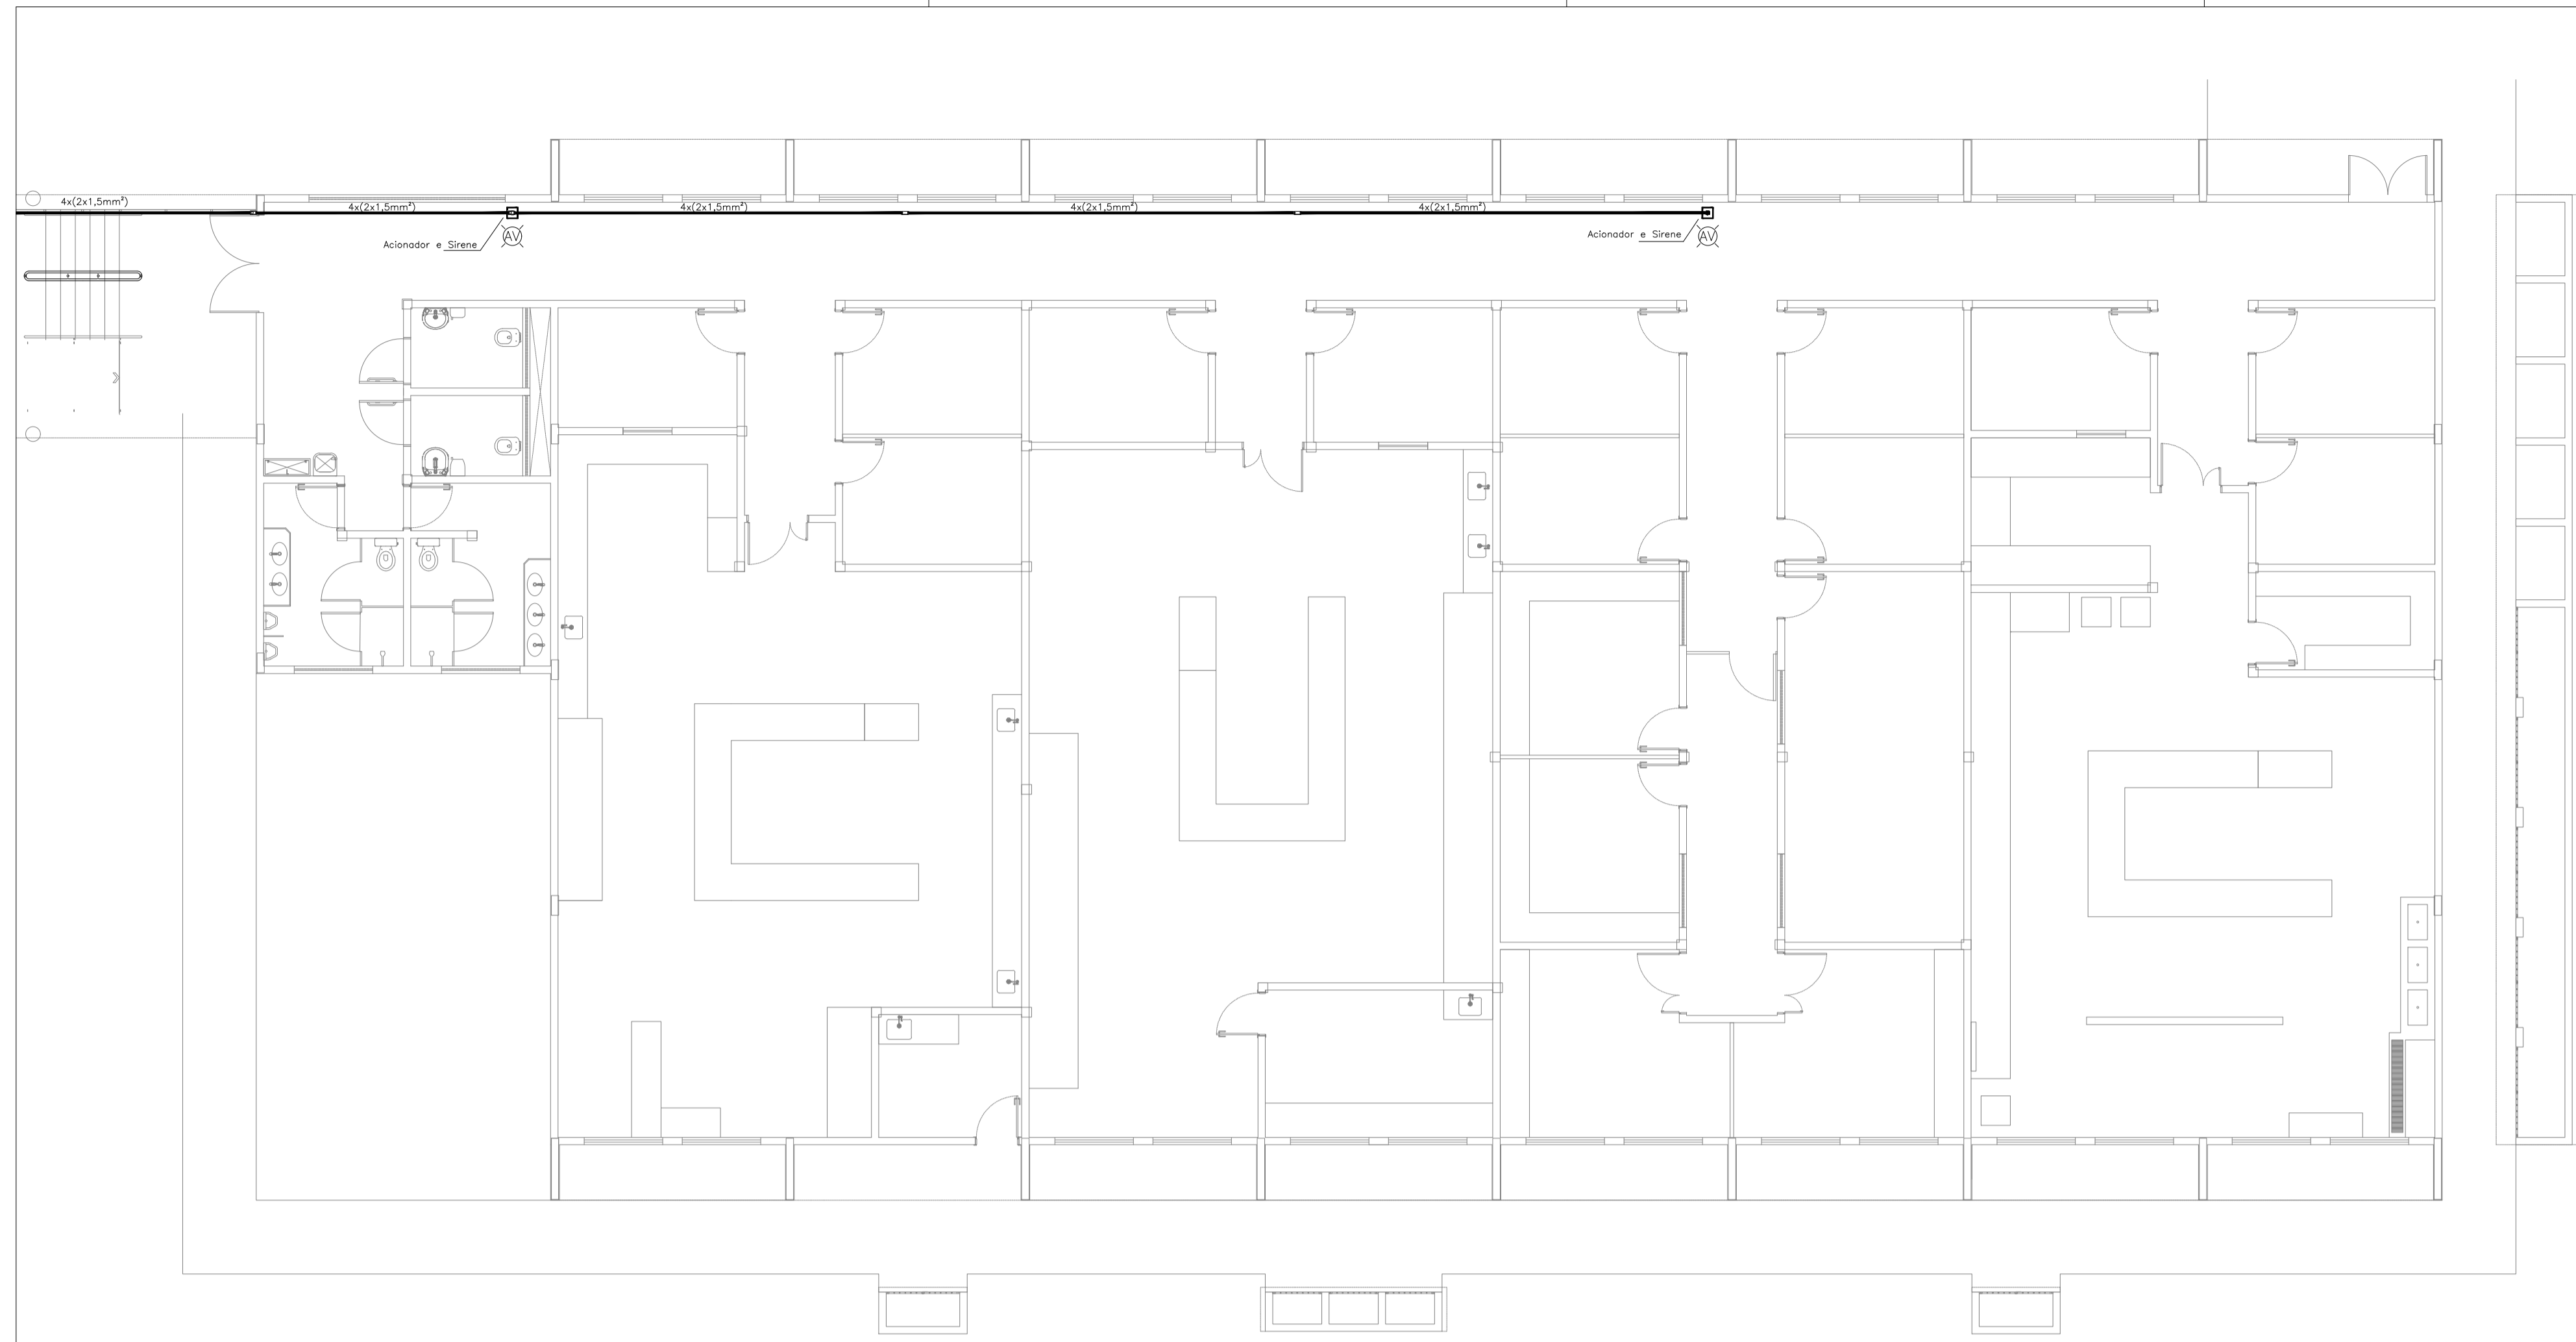 4x(2x1,5mm²)
4x(2x1,5mm²)
4x(2x1,5mm²)
4x(2x1,5mm²)
4x(2x1,5mm²)
Acionador e Sirene
AV
Acionador e Sirene
AV